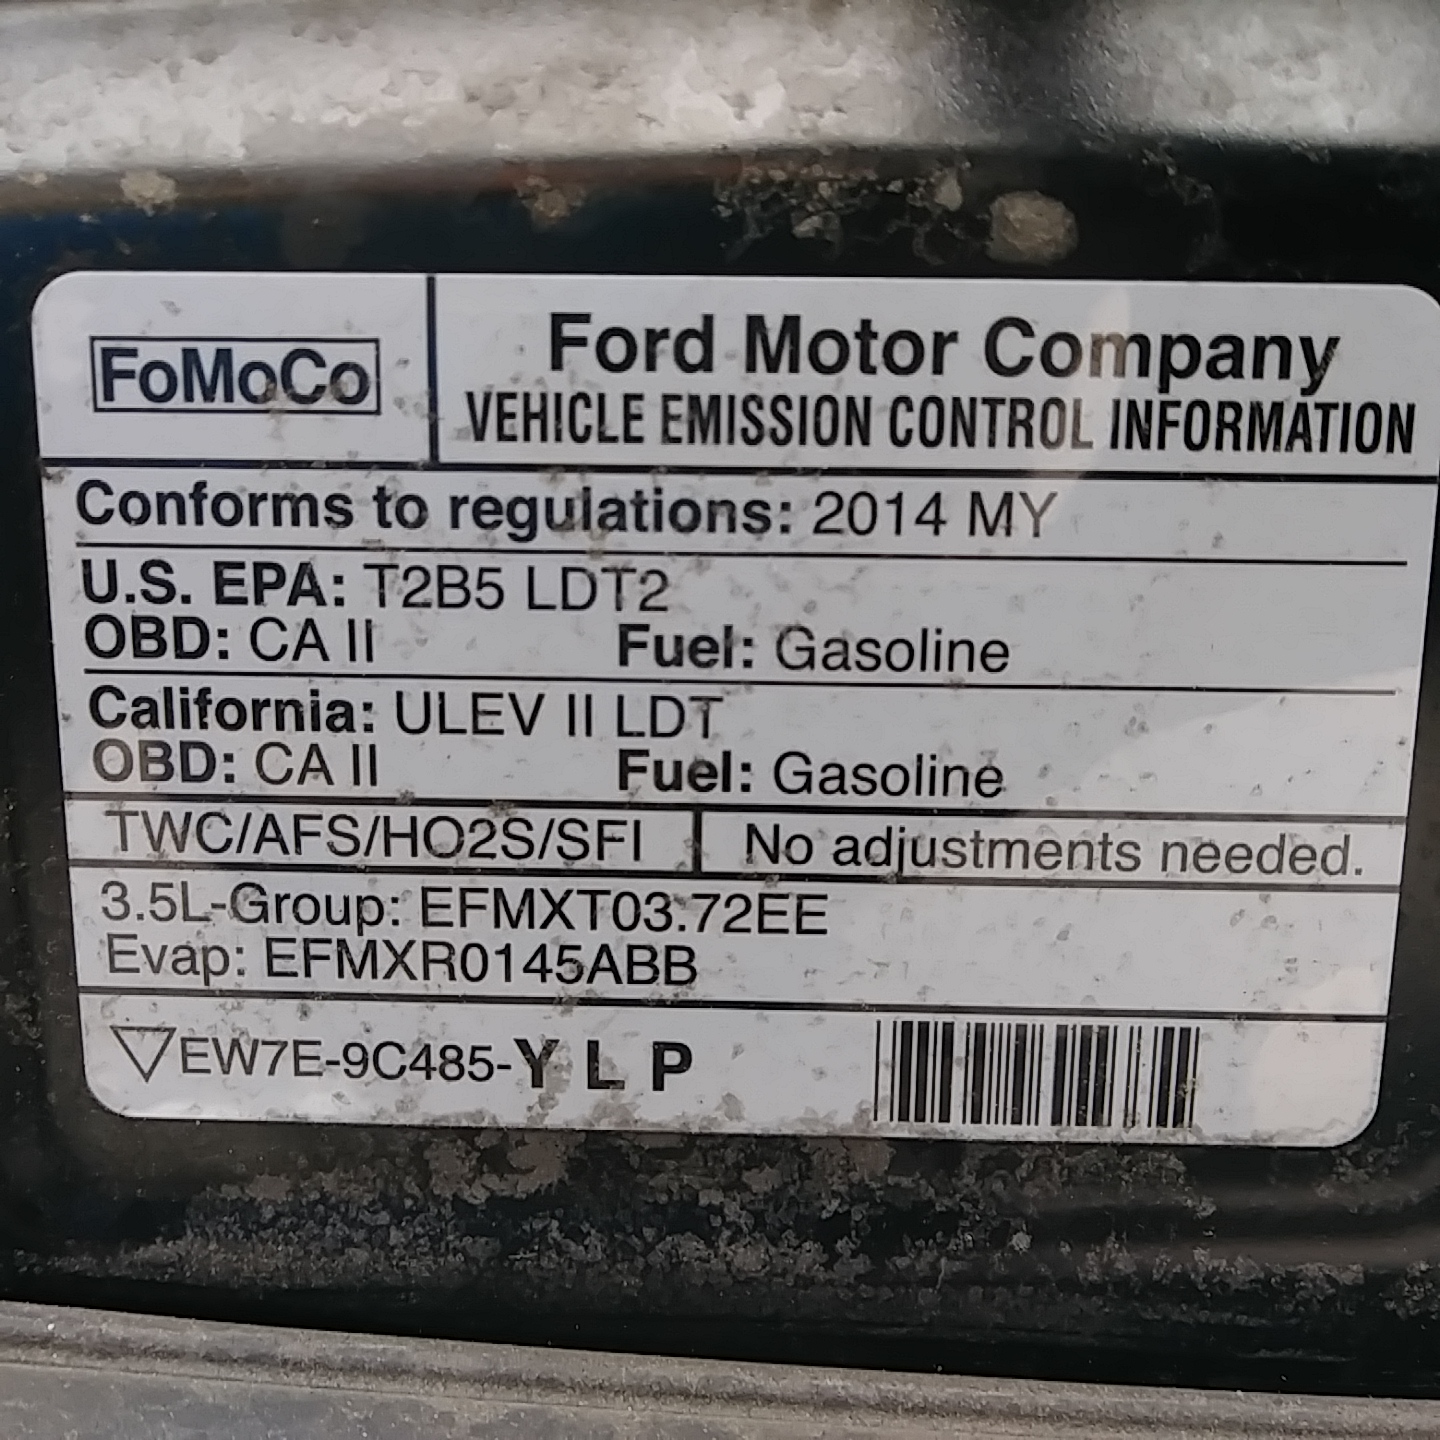 FoMoCo
Ford Motor Company
VEHICLE EMISSION CONTROL INFORMATION
Conforms to regulations: 2014 MY
U.S. EPA: T2B5 LDT2
OBD: CA II Fuel: Gasoline
California: ULEV II LDT
OBD: CA II Fuel: Gasoline
TWC/AFS/HO2S/SFI No adjustments needed.
3.5L-Group: EFMXT03.72EE
Evap: EFMXR0145ABB
EW7E-9C485-Y L P